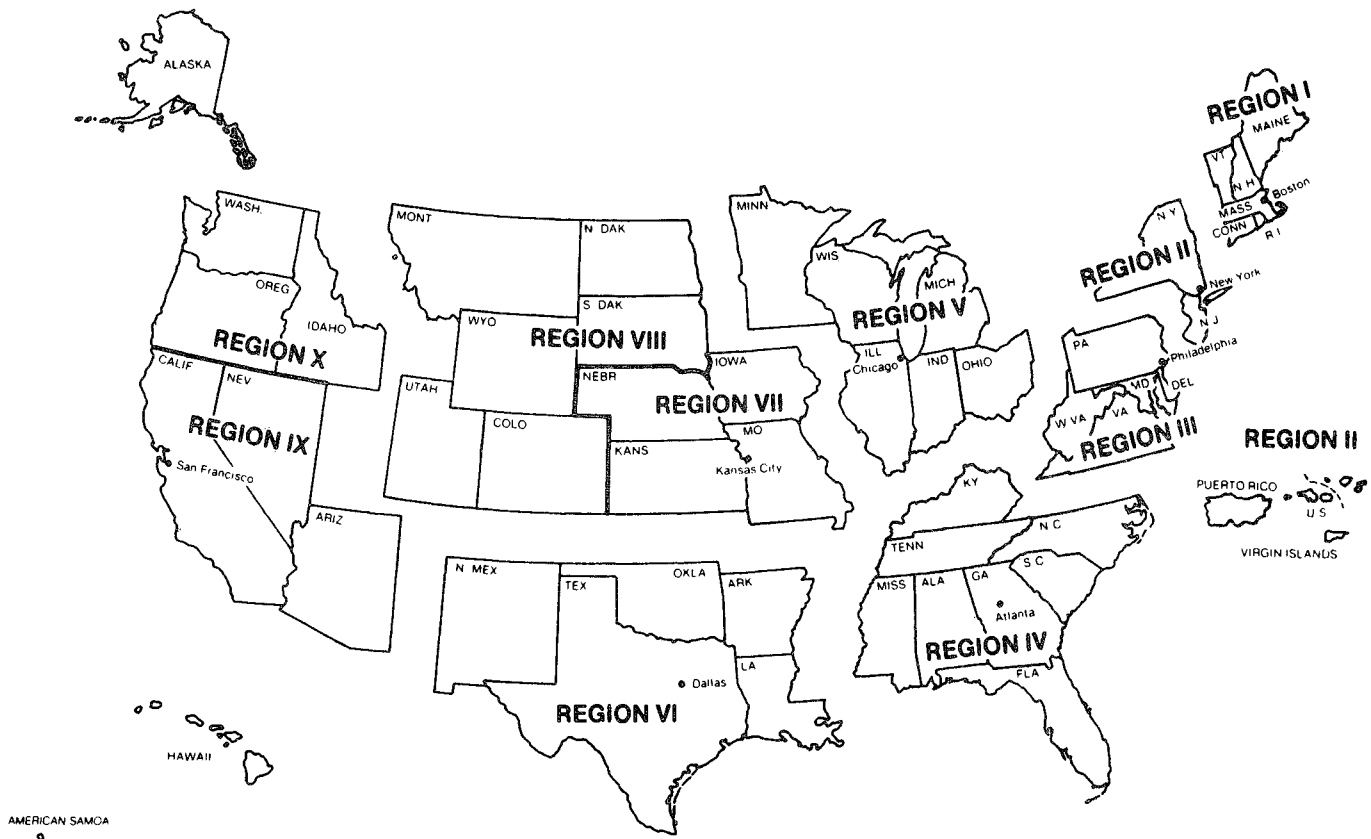 ALASKA
REGION I
MAINE
VT
N H
Boston
MASS
CONN
R I
WASH.
MONT
N DAK
MINN
N Y
WIS
REGION II
MICH
New York
OREG
S DAK
REGION V
N J
IDAHO
WYO
REGION VIII
PA
Philadelphia
REGION X
CALIF
NEV
UTAH
NEBR
IOWA
ILL
Chicago
IND
OHIO
MD
DEL
REGION VII
W VA
VA
REGION III
REGION IX
COLO
MO
REGION II
KANS
Kansas City
San Francisco
KY
PUERTO RICO
U S
VIRGIN ISLANDS
ARIZ
N C
TENN
S C
N MEX
OKLA
TEX
ARK
MISS
ALA
GA
Atlanta
REGION IV
LA
FLA
Dallas
REGION VI
HAWAII
AMERICAN SAMOA